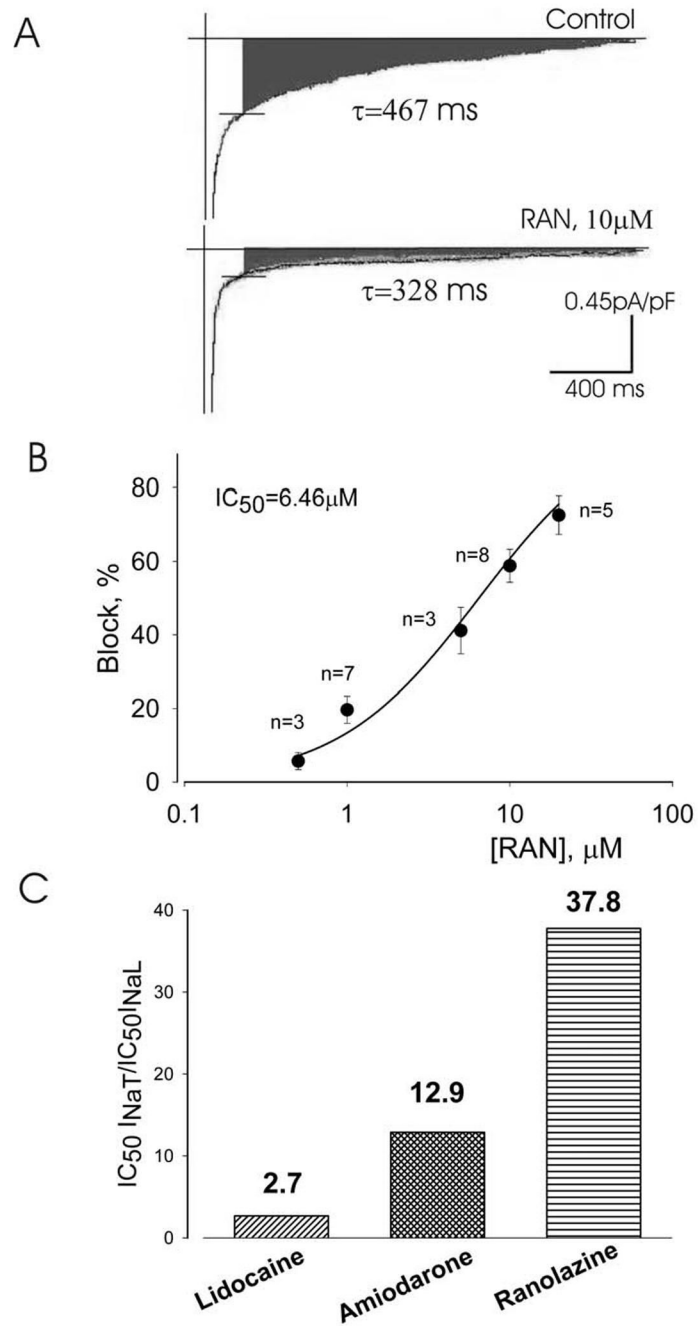 A
Control
τ=467 ms
RAN, 10μM
τ=328 ms
0.45pA/pF
400 ms
B
Block, %
80
60
40
20
0
IC50=6.46μM
n=5
n=8
n=3
n=7
n=3
0.1
1
10
100
[RAN], μM
C
IC50 INaT/IC50INaL
40
30
20
10
0
2.7
12.9
37.8
Lidocaine
Amiodarone
Ranolazine